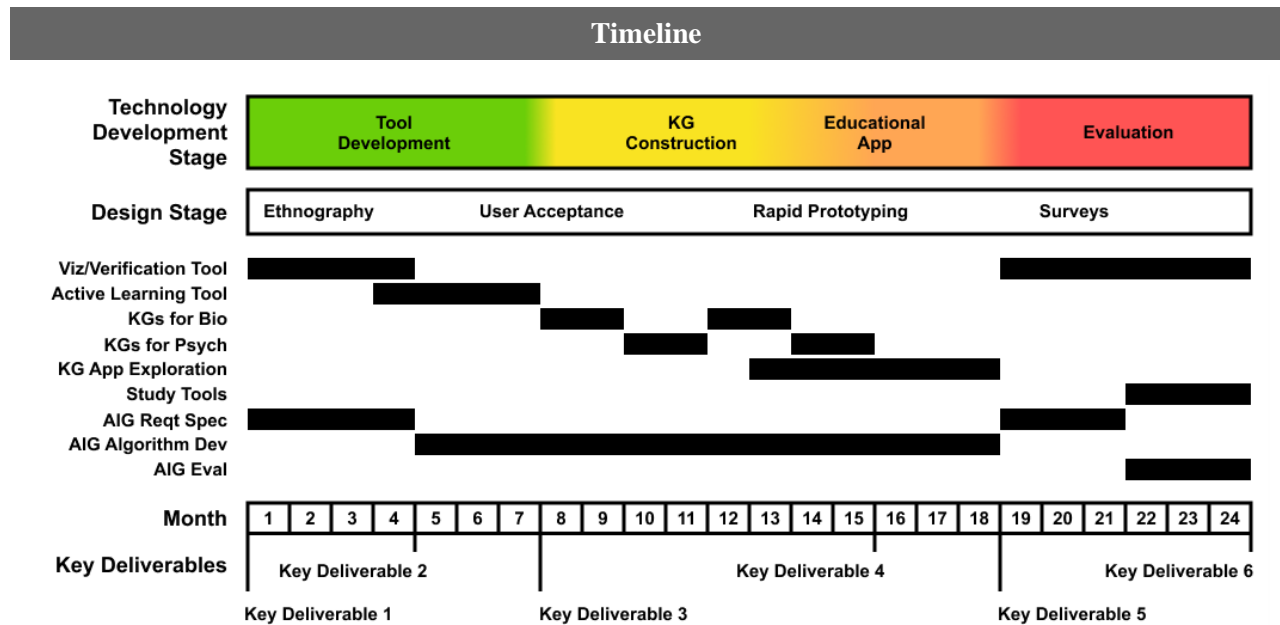 Timeline
Technology
Development
Stage
Tool
Development
KG
Construction
Educational
App
Evaluation
Design Stage
Ethnography
User Acceptance
Rapid Prototyping
Surveys
Viz/Verification Tool
Active Learning Tool
KGs for Bio
KGs for Psych
KG App Exploration
Study Tools
AIG Reqt Spec
AIG Algorithm Dev
AIG Eval
Month
1 2 3 4 5 6 7 8 9 10 11 12 13 14 15 16 17 18 19 20 21 22 23 24
Key Deliverables
Key Deliverable 2
Key Deliverable 4
Key Deliverable 6
Key Deliverable 1
Key Deliverable 3
Key Deliverable 5